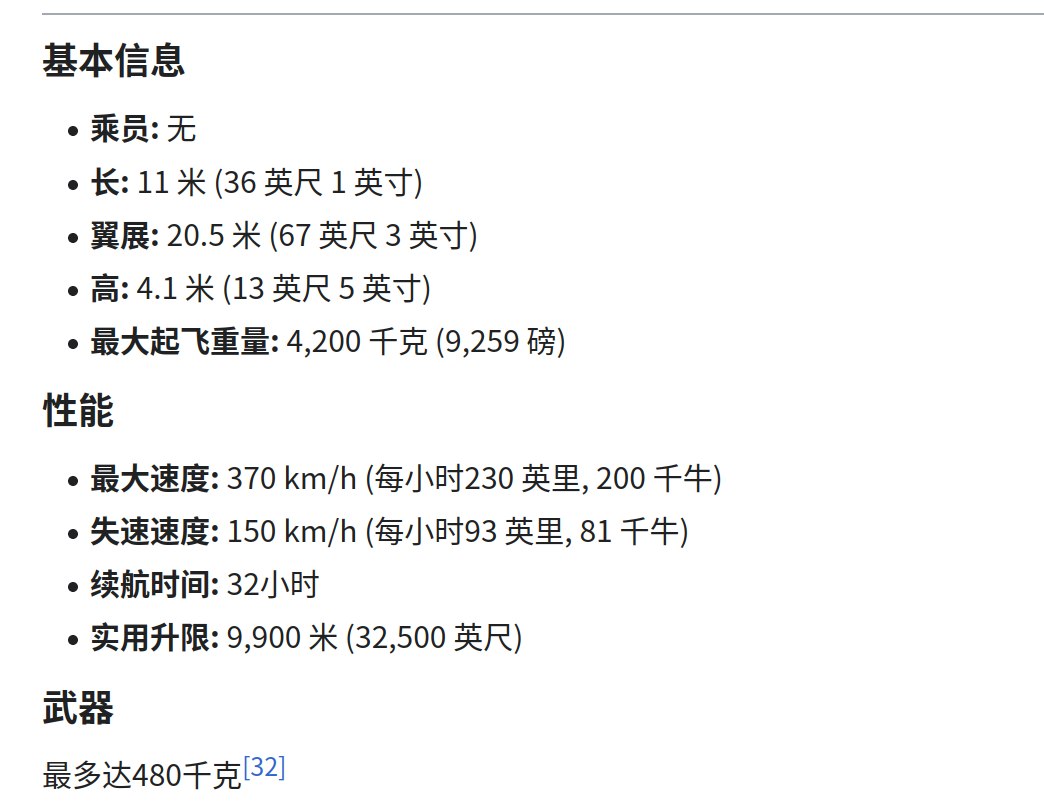 基本信息
乘员: 无
长: 11 米 (36 英尺 1 英寸)
翼展: 20.5 米 (67 英尺 3 英寸)
高: 4.1 米 (13 英尺 5 英寸)
最大起飞重量: 4,200 千克 (9,259 磅)
性能
最大速度: 370 km/h (每小时230 英里, 200 千牛)
失速速度: 150 km/h (每小时93 英里, 81 千牛)
续航时间: 32小时
实用升限: 9,900 米 (32,500 英尺)
武器
最多达480千克[32]